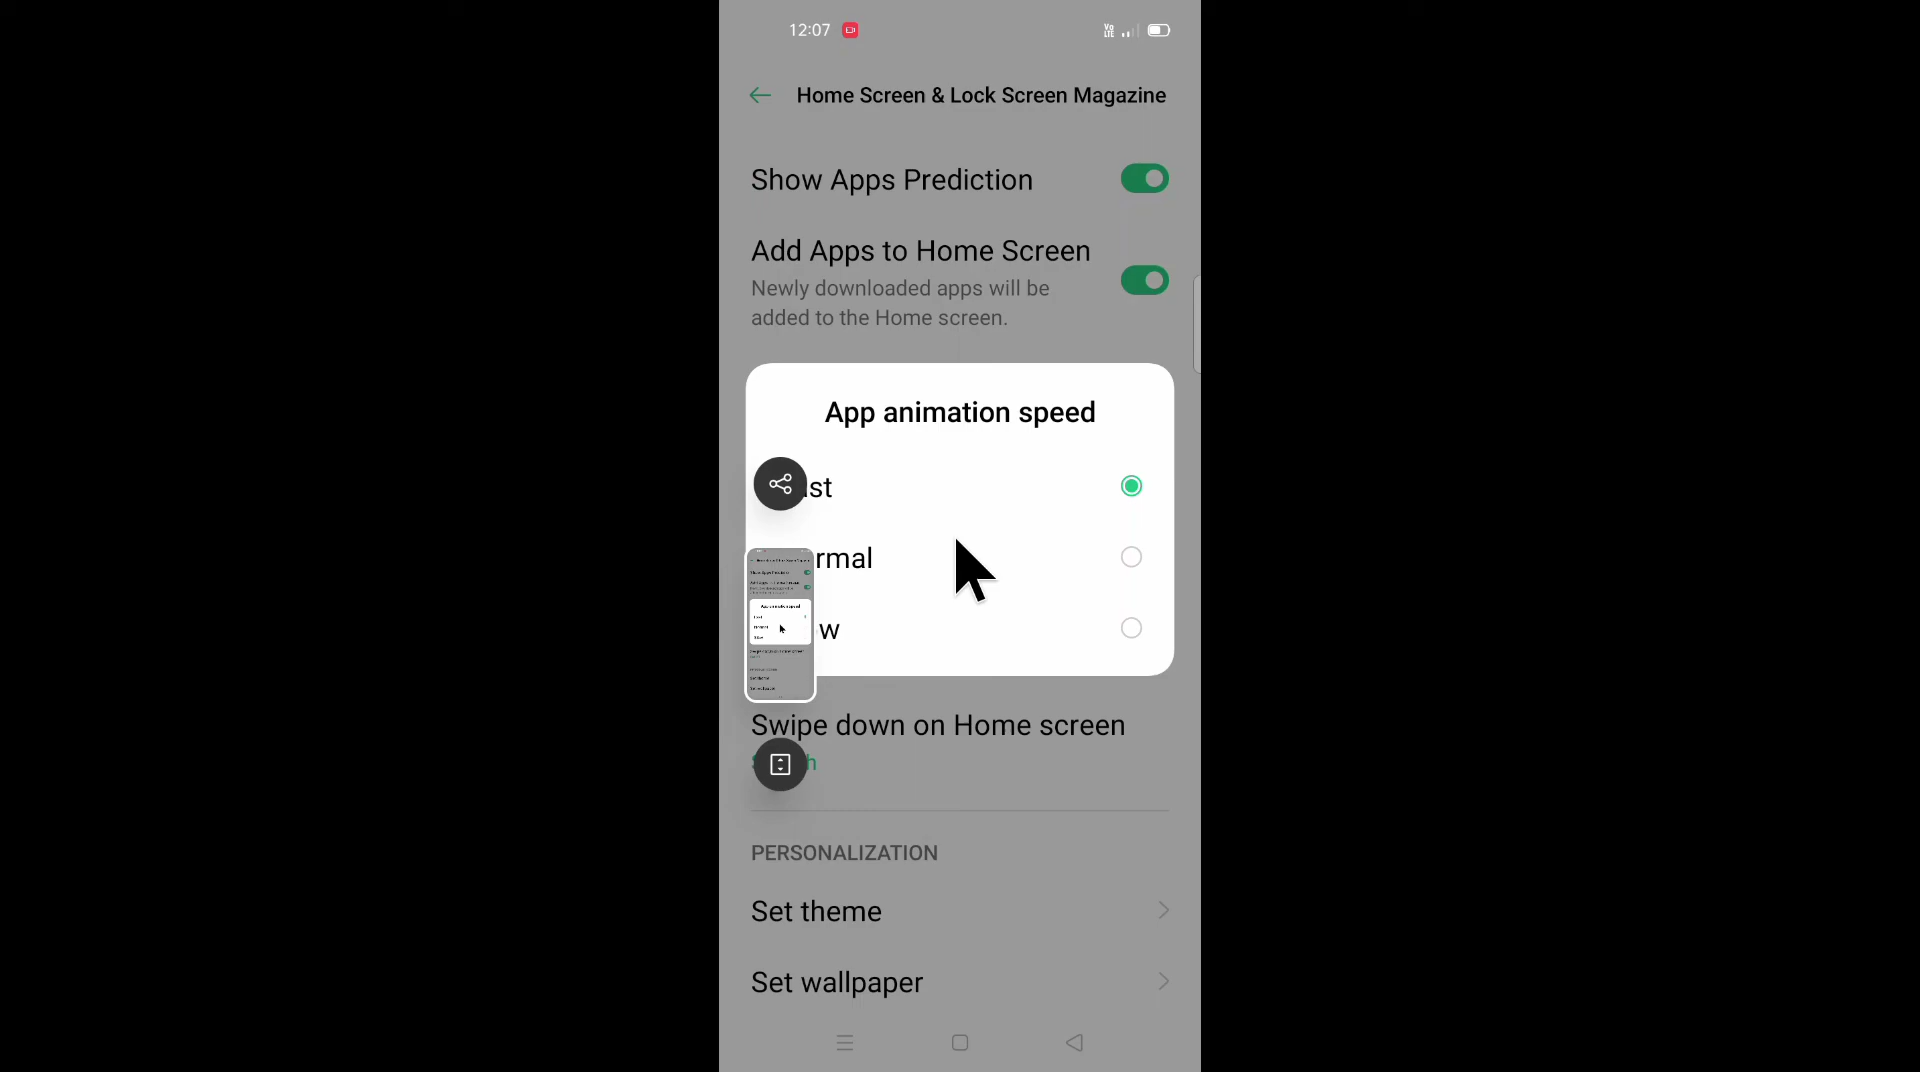 12:07
Vo
LTE
Home Screen & Lock Screen Magazine
Show Apps Prediction
Add Apps to Home Screen
Newly downloaded apps will be
added to the Home screen.
App animation speed
st
rmal
w
Swipe down on Home screen
h
PERSONALIZATION
Set theme
Set wallpaper